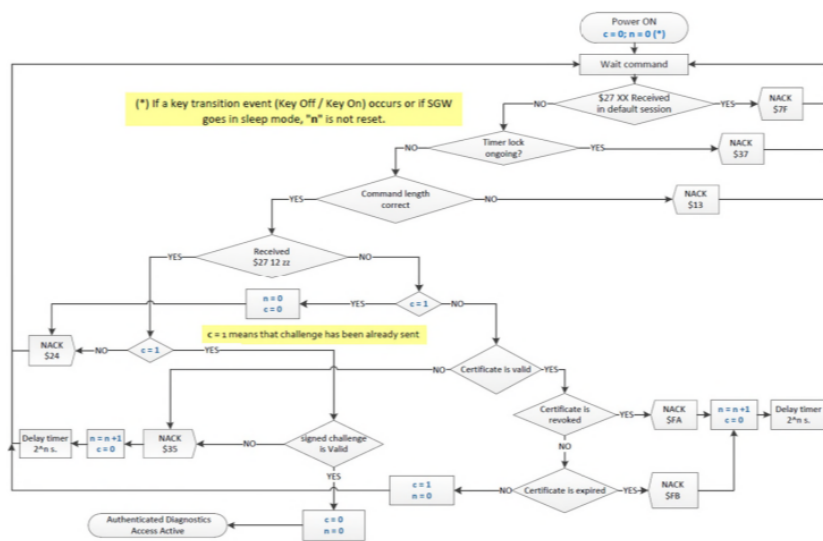 Power ON
c = 0; n = 0 (*)
Wait command
(*) If a key transition event (Key Off / Key On) occurs or if SGW
goes in sleep mode, "n" is not reset.
$27 XX Received
in default session
NO
YES
NACK
$7F
Timer lock
ongoing?
NO
YES
NACK
$37
Command length
correct
YES
NO
NACK
$13
Received
$27 12 zz
YES
NO
n = 0
c = 0
YES
c = 1
NO
c = 1 means that challenge has been already sent
NACK
$24
NO
c = 1
YES
NO
Certificate is valid
YES
Certificate is
revoked
YES
NACK
$FA
n = n +1
c = 0
Delay timer
2^n s.
Delay timer
2^n s.
n = n +1
c = 0
NACK
$35
NO
signed challenge
is Valid
NO
YES
c = 1
n = 0
NO
Certificate is expired
YES
NACK
$FB
Authenticated Diagnostics
Access Active
c = 0
n = 0